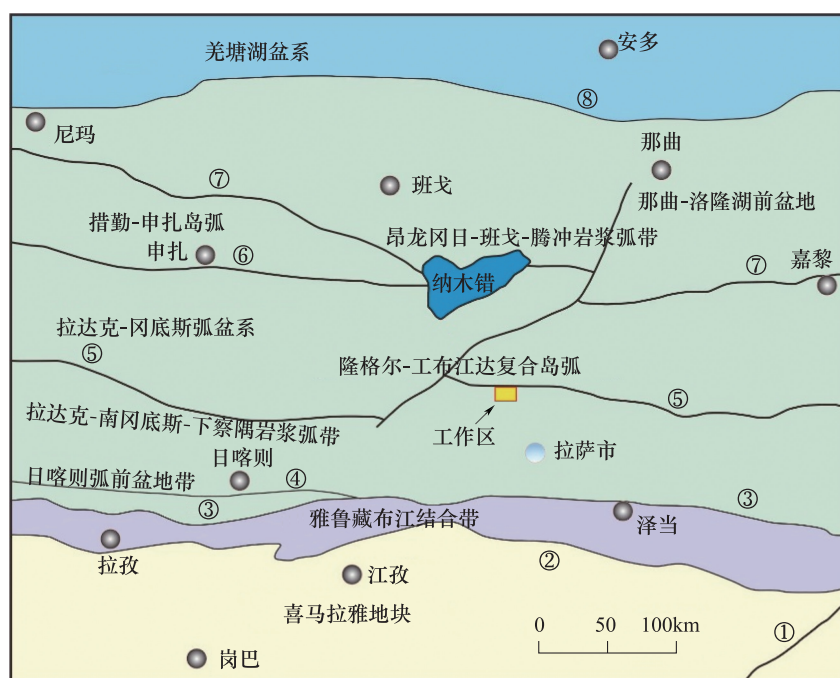 羌塘湖盆系
安多
⑧
尼玛
那曲
⑦
班戈
那曲-洛隆湖前盆地
措勤-申扎岛弧
昂龙冈日-班戈-腾冲岩浆弧带
申扎
⑥
⑦
嘉黎
纳木错
拉达克-冈底斯弧盆系
⑤
隆格尔-工布江达复合岛弧
⑤
拉达克-南冈底斯-下察隅岩浆弧带
工作区
拉萨市
日喀则
日喀则弧前盆地带
④
③
③
雅鲁藏布江结合带
泽当
拉孜
②
江孜
喜马拉雅地块
0 50 100km
①
岗巴